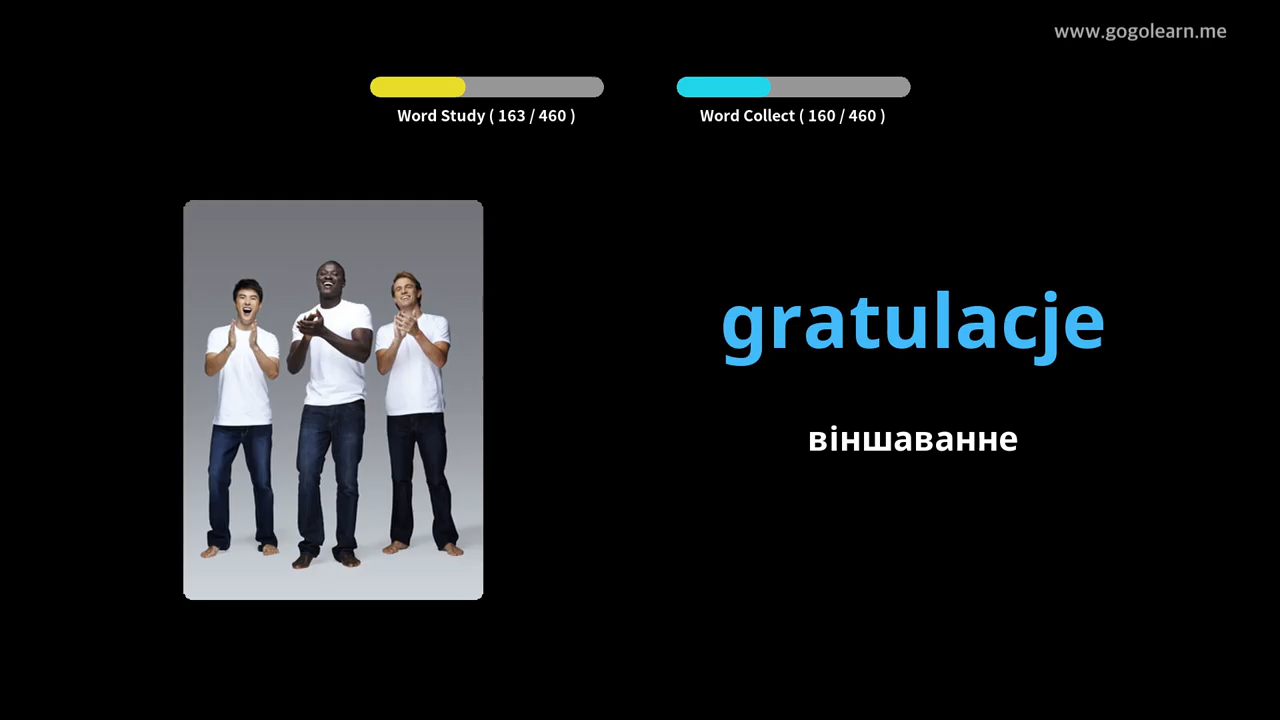 www.gogolearn.me
Word Study ( 163 / 460 )
Word Collect ( 160 / 460 )
gratulacje
віншаванне